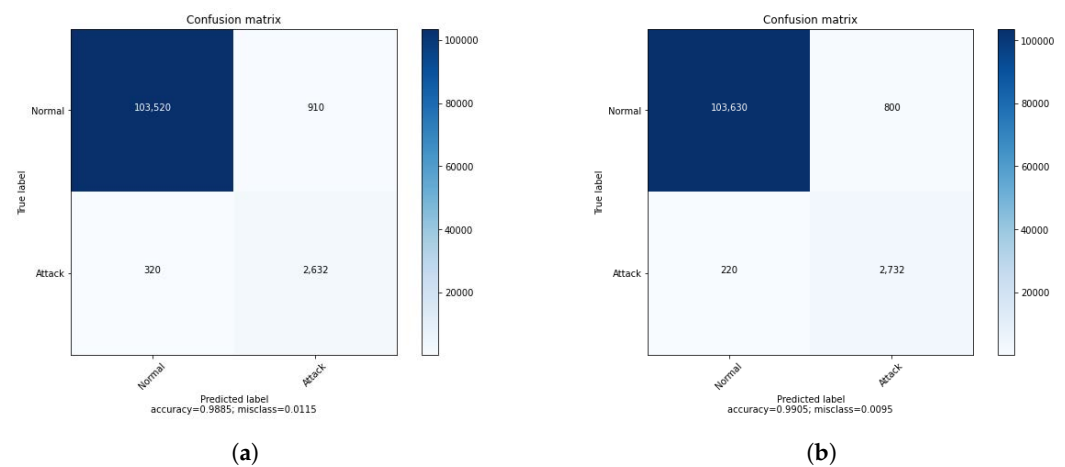 Confusion matrix
Normal
Attack
True label
103,520
910
320
2,632
100000
80000
60000
40000
20000
Normal
Attack
Predicted label
accuracy=0.9885; misclass=0.0115
(a)
Confusion matrix
Normal
Attack
True label
103,630
800
220
2,732
100000
80000
60000
40000
20000
Normal
Attack
Predicted label
accuracy=0.9905; misclass=0.0095
(b)